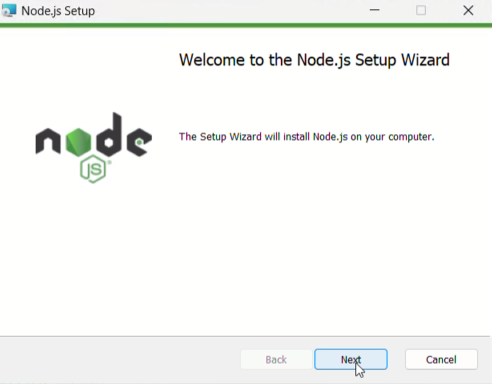 Node.js Setup
Welcome to the Node.js Setup Wizard
node
JS
The Setup Wizard will install Node.js on your computer.
Back
Next
Cancel